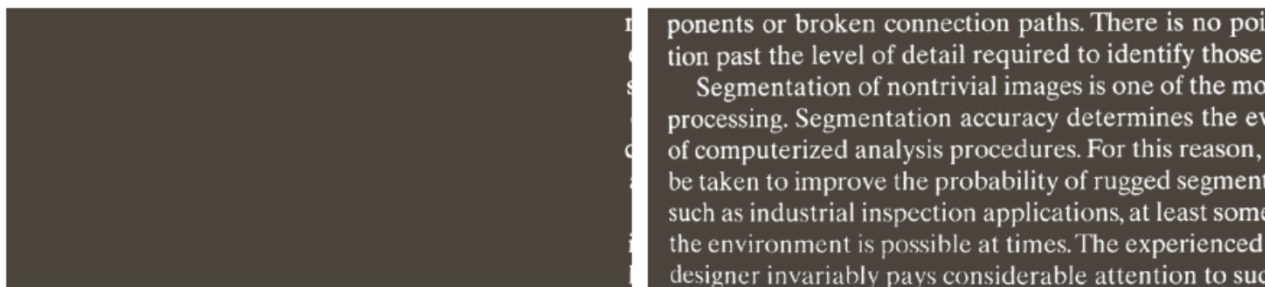 ponents or broken connection paths. There is no poi
tion past the level of detail required to identify those
Segmentation of nontrivial images is one of the mo
processing. Segmentation accuracy determines the ev
of computerized analysis procedures. For this reason,
be taken to improve the probability of rugged segment
such as industrial inspection applications, at least some
the environment is possible at times. The experienced
designer invariably pays considerable attention to suc